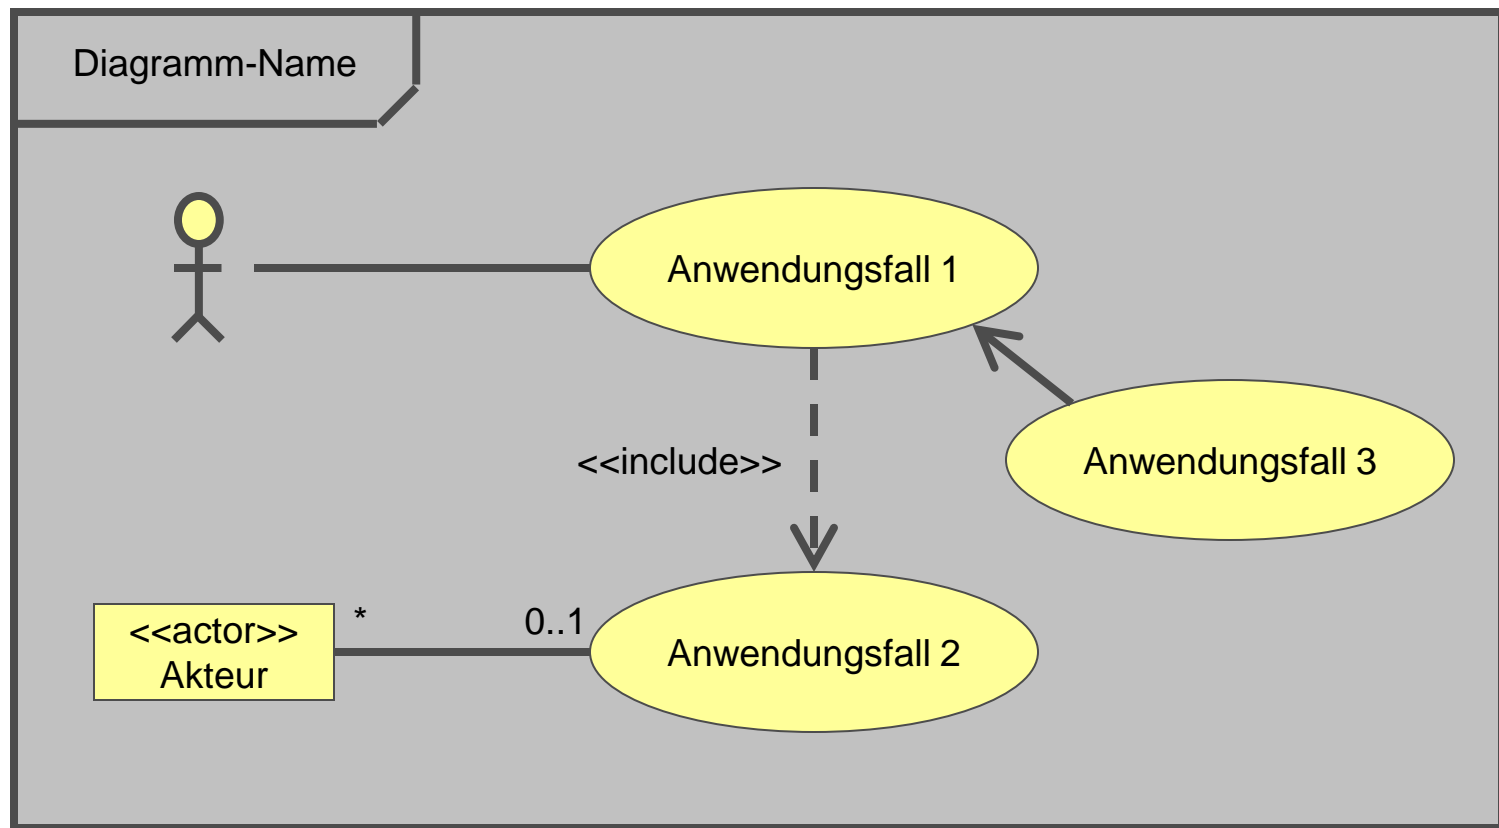 Diagramm-Name
Anwendungsfall 1
<<include>>
Anwendungsfall 3
<<actor>>
Akteur
*
0..1
Anwendungsfall 2